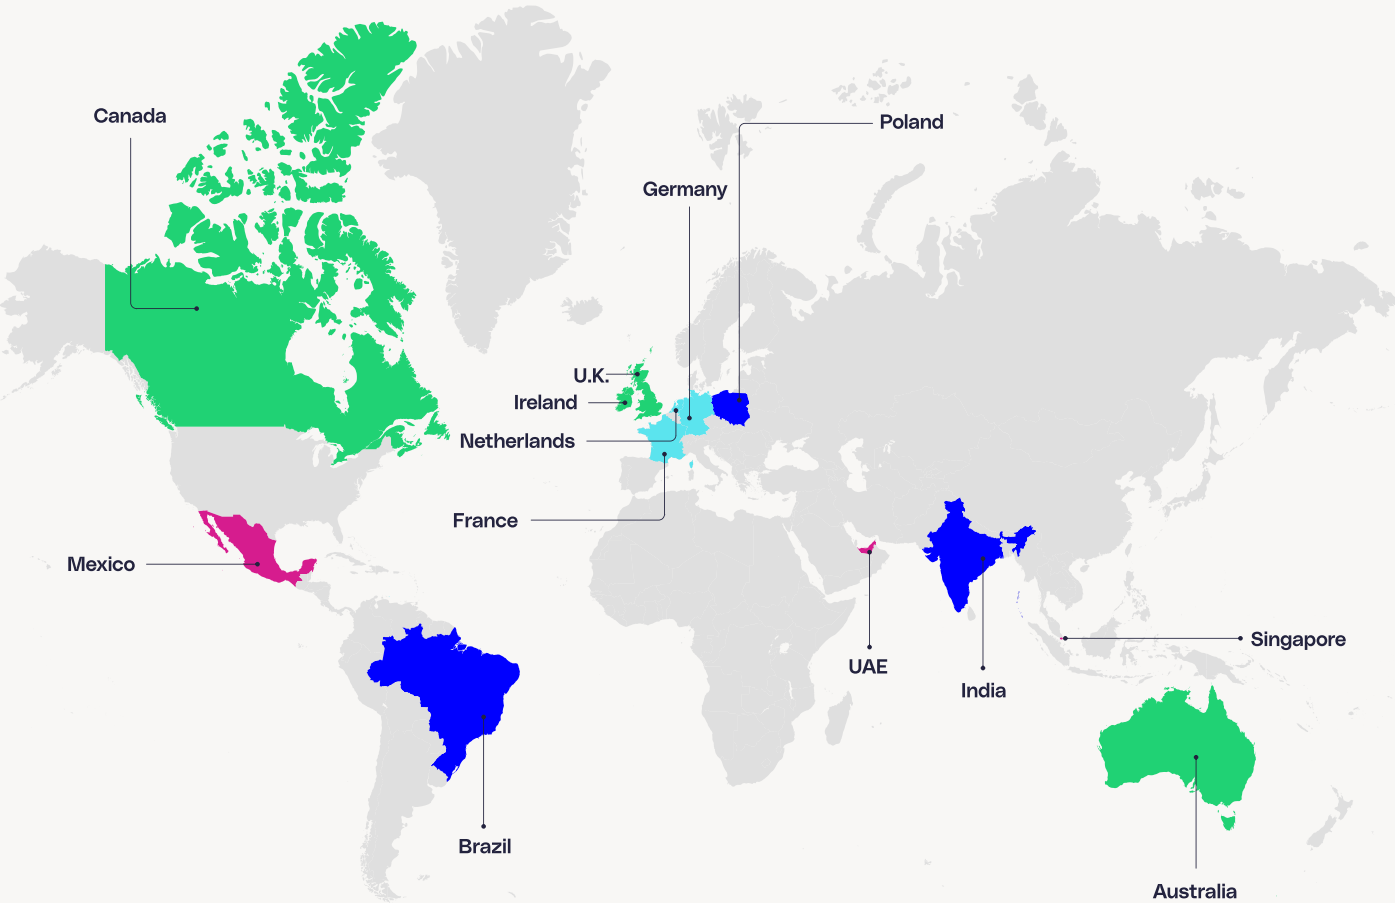 Canada
Poland
Germany
U.K.
Ireland
Netherlands
France
Mexico
UAE
India
Singapore
Brazil
Australia